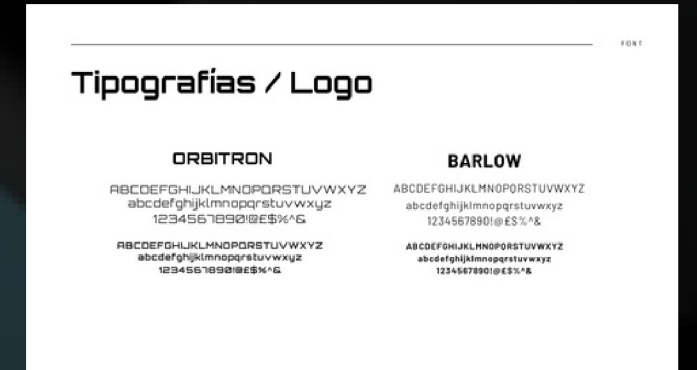 FONT
Tipografías / Logo
ORBITRON
ABCDEFGHIJKLMNOPQRSTUVWXYZ
abcdefghijklmnopqrstuvwxyz
1234567890!@£$%^&
ABCDEFGHIJKLMNOPQRSTUVWXYZ
abcdefghijklmnopqrstuvwxyz
1234567890!@£$%^&
BARLOW
ABCDEFGHIJKLMNOPQRSTUVWXYZ
abcdefghijklmnopqrstuvwxyz
1234567890!@£$%^&
ABCDEFGHIJKLMNOPQRSTUVWXYZ
abcdefghijklmnopqrstuvwxyz
1234567890!@£$%^&